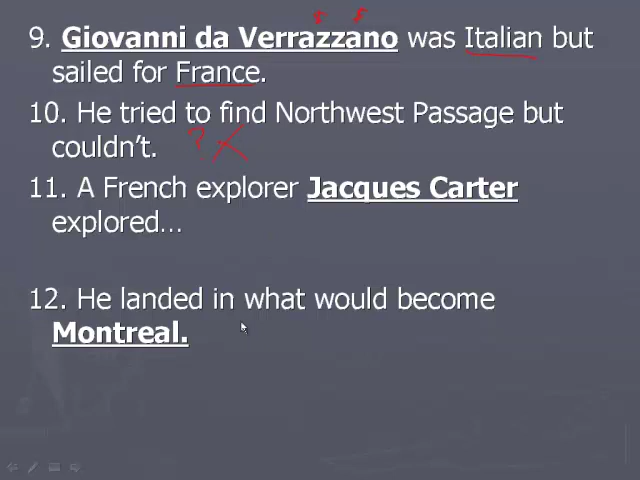 9. Giovanni da Verrazzano was Italian but
sailed for France.
10. He tried to find Northwest Passage but
couldn't.
11. A French explorer Jacques Carter
explored…
12. He landed in what would become
Montreal.